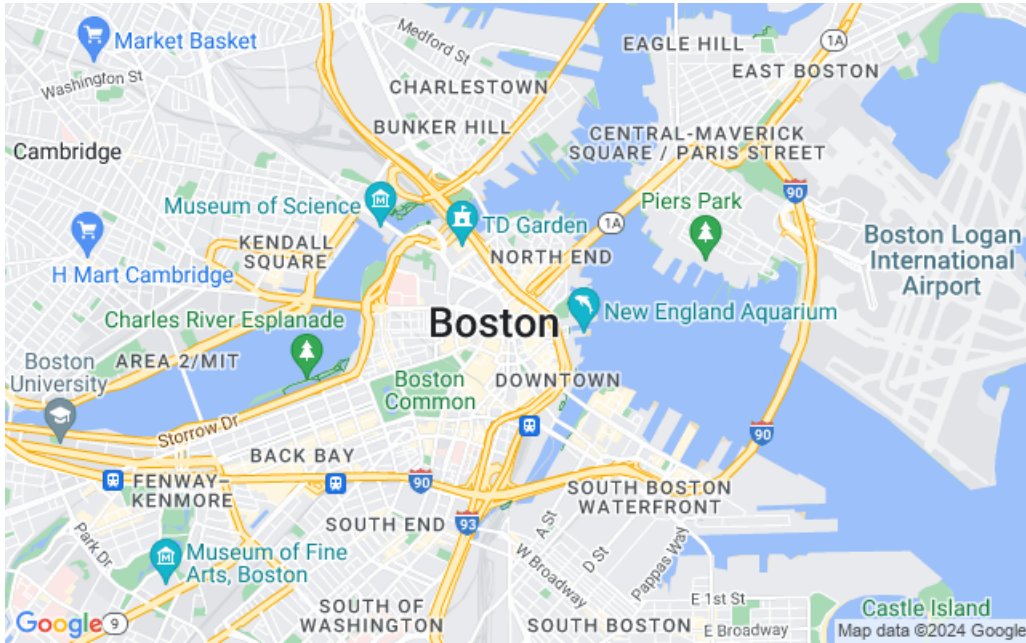 Market Basket
Washington St
Medford St
EAGLE HILL
1A
EAST BOSTON
CHARLESTOWN
BUNKER HILL
CENTRAL-MAVERICK
SQUARE / PARIS STREET
Cambridge
90
Museum of Science
Piers Park
TD Garden
1A
KENDALL
SQUARE
NORTH END
Boston Logan
International
Airport
H Mart Cambridge
Charles River Esplanade
Boston
New England Aquarium
AREA 2/MIT
Boston
University
Boston
Common
DOWNTOWN
Storrow Dr
90
BACK BAY
90
FENWAY–
KENMORE
SOUTH BOSTON
WATERFRONT
SOUTH END
93
A St
D St
W Broadway
Pappas Way
Park Dr
Museum of Fine
Arts, Boston
SOUTH OF
WASHINGTON
E 1st St
Castle Island
Google
9
SOUTH BOSTON
E Broadway
Map data ©2024 Google